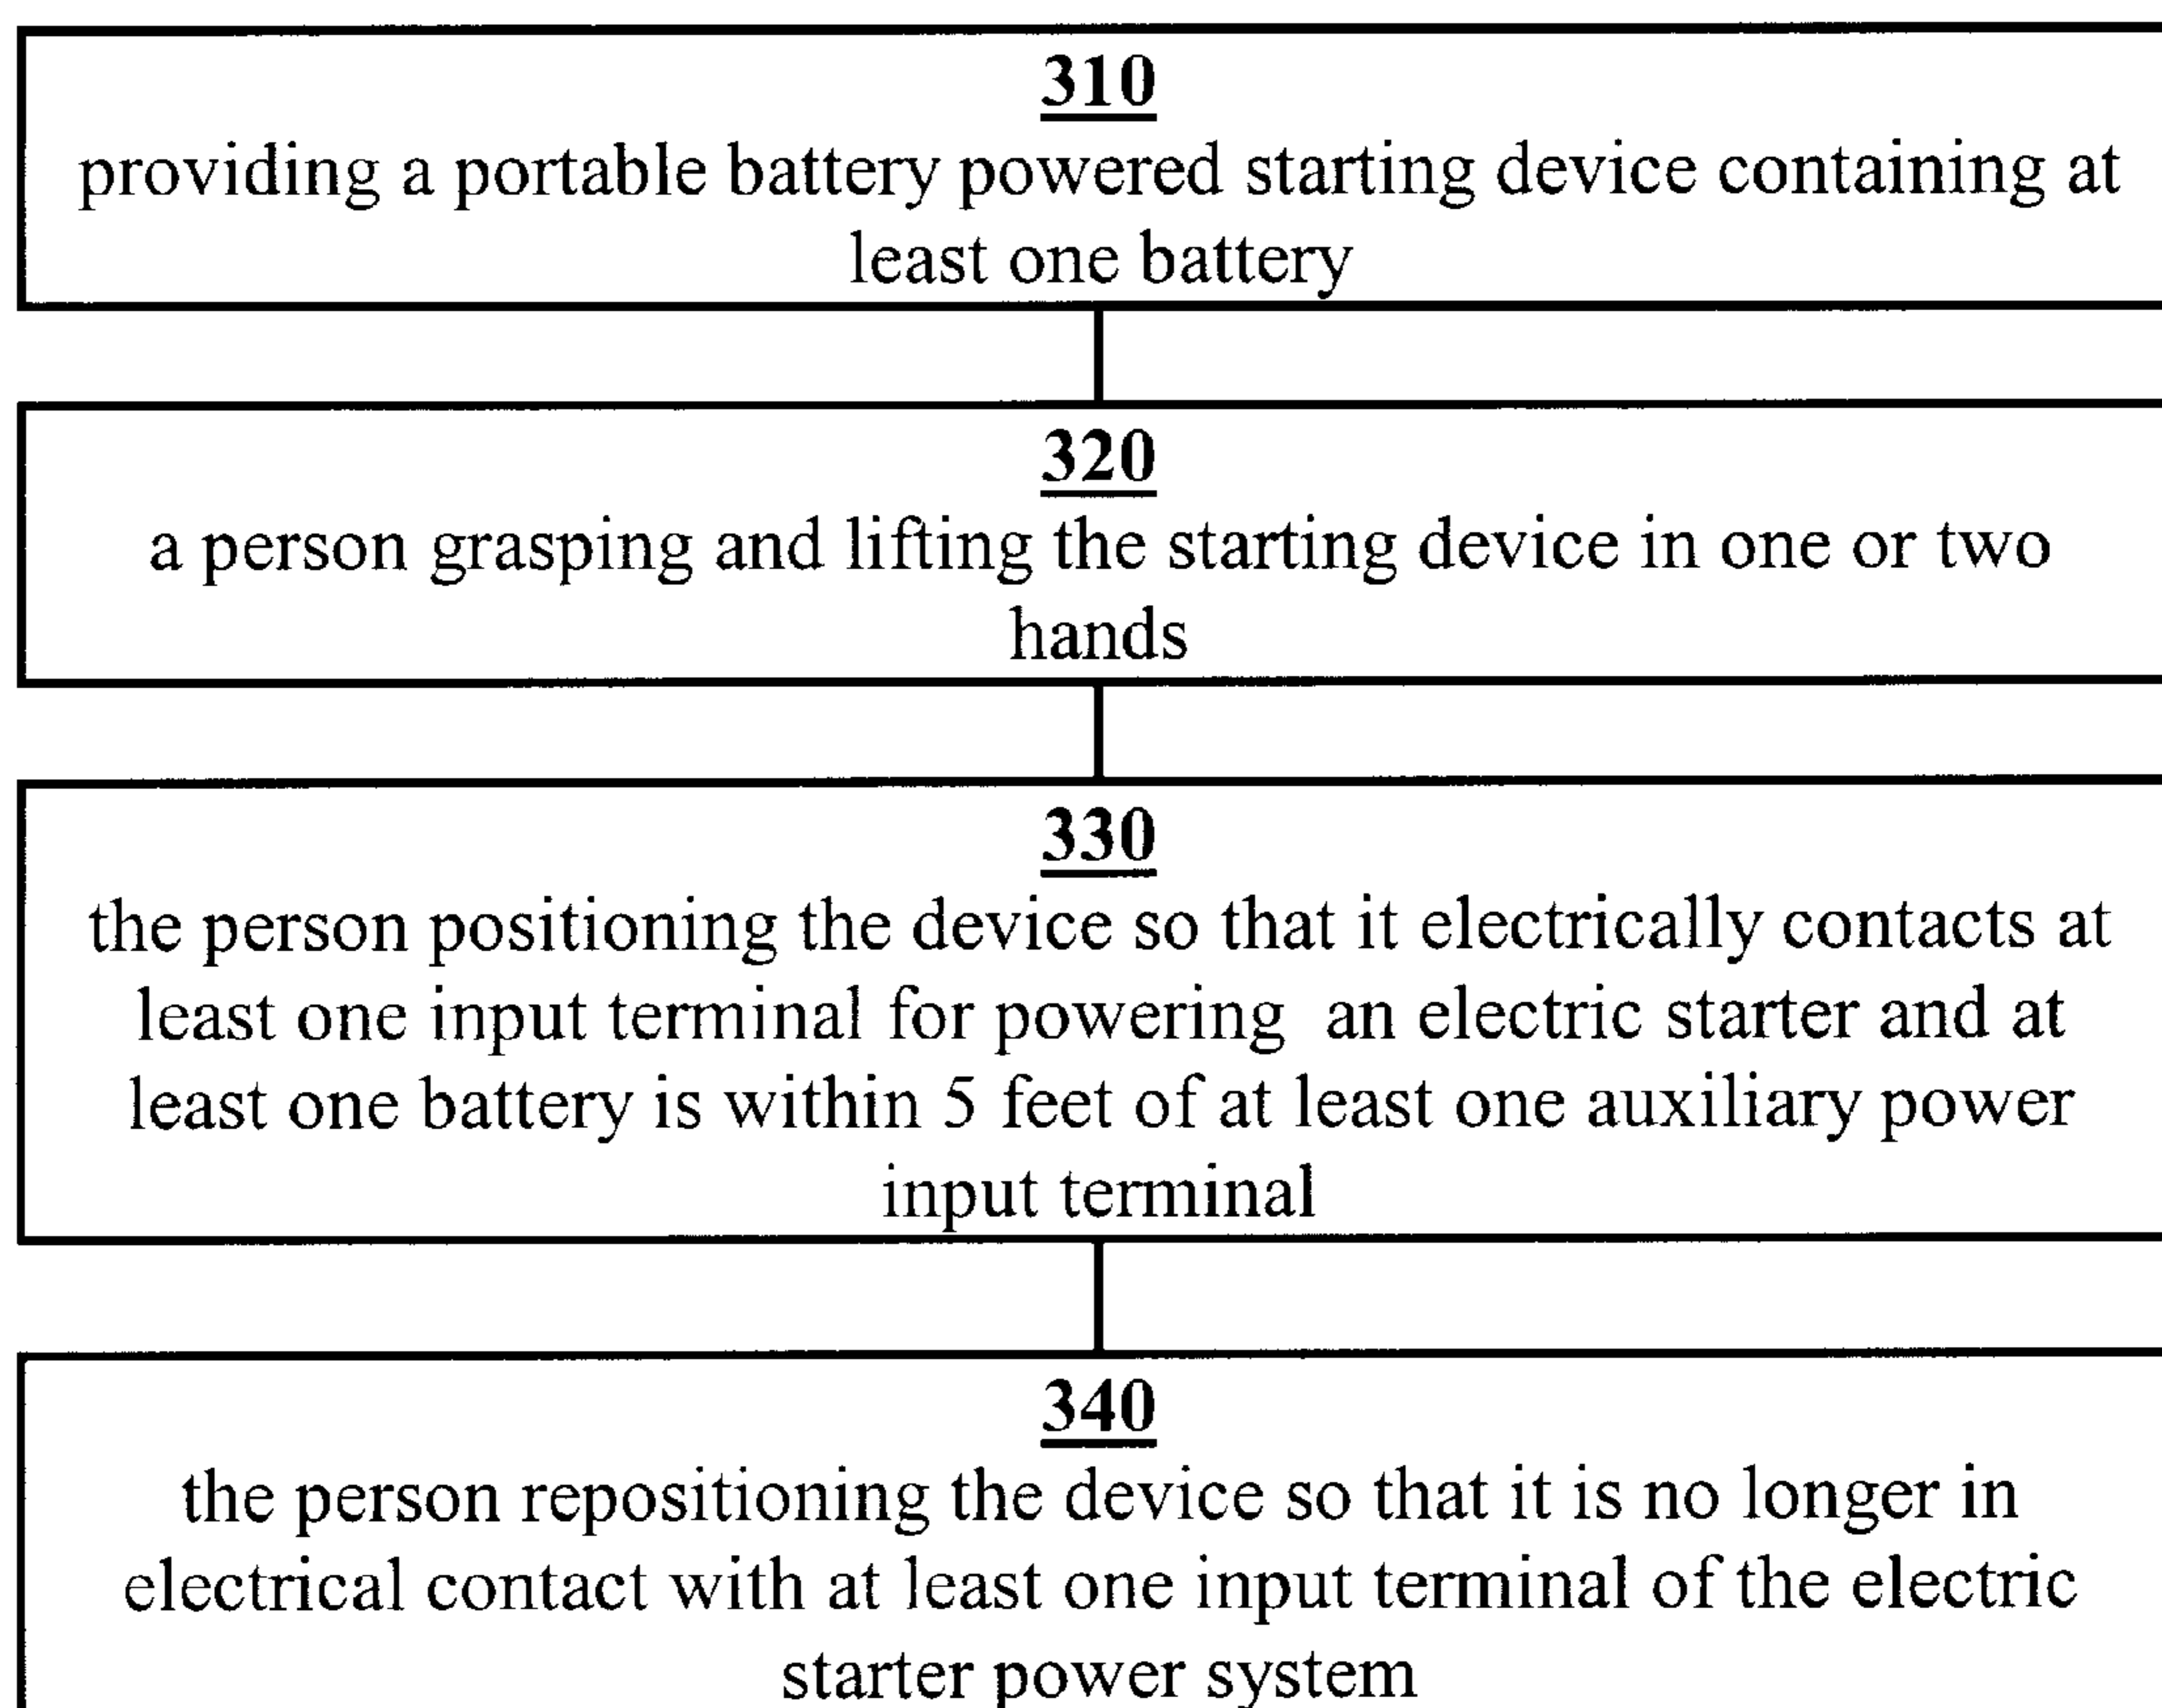 310
providing a portable battery powered starting device containing at
least one battery
320
a person grasping and lifting the starting device in one or two
hands
330
the person positioning the device so that it electrically contacts at
least one input terminal for powering an electric starter and at
least one battery is within 5 feet of at least one auxiliary power
input terminal
340
the person repositioning the device so that it is no longer in
electrical contact with at least one input terminal of the electric
starter power system